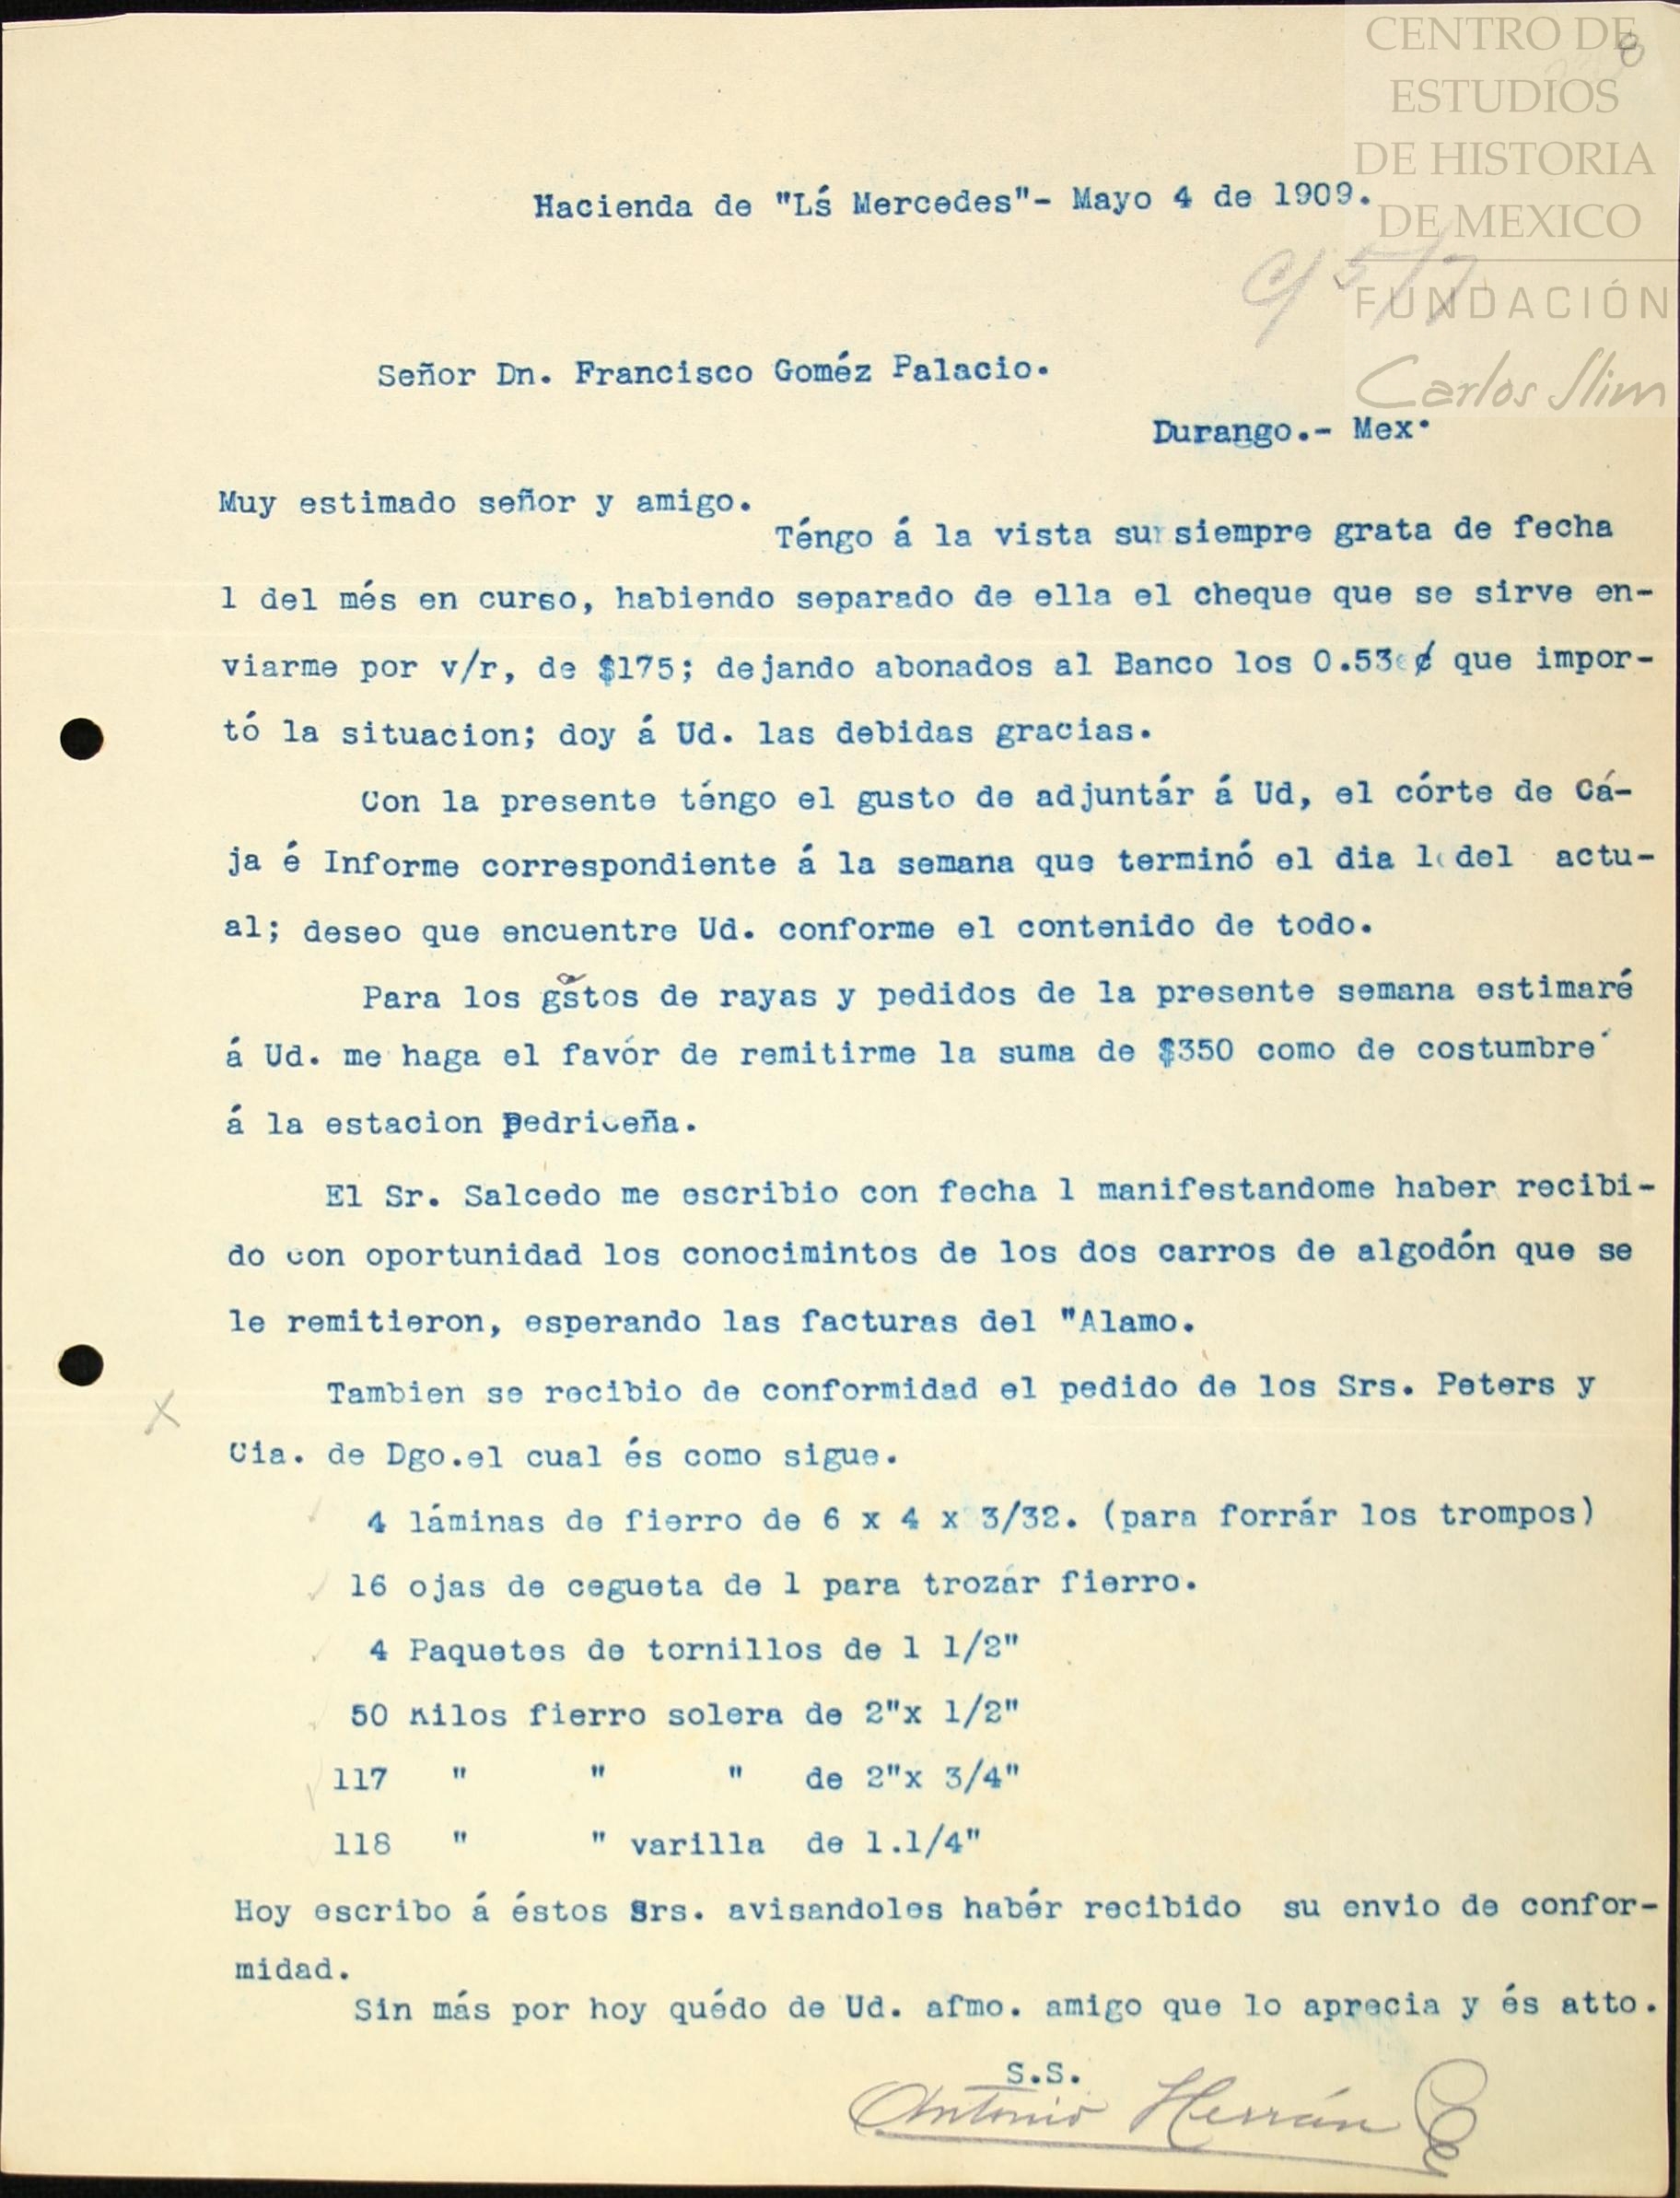 CENTRO DE
ESTUDIOS
DE HISTORIA
DE MEXICO
FUNDACIÓN
Carlos Slim
8
Hacienda de "Lś Mercedes"- Mayo 4 de 1909.
C/ 5/7
Señor Dn. Francisco Goméz Palacio.
Durango.- Mex.
Muy estimado señor y amigo.
Téngo á la vista su siempre grata de fecha
1 del més en curso, habiendo separado de ella el cheque que se sirve en-
viarme por v/r, de $175; dejando abonados al Banco los 0.53 ¢ que impor-
tó la situacion; doy á Ud. las debidas gracias.
Con la presente téngo el gusto de adjuntár á Ud, el córte de Cá-
ja é Informe correspondiente á la semana que terminó el dia 1 del actu-
al; deseo que encuentre Ud. conforme el contenido de todo.
Para los gastos de rayas y pedidos de la presente semana estimaré
á Ud. me haga el favór de remitirme la suma de $350 como de costumbre
á la estacion Pedriceña.
El Sr. Salcedo me escribio con fecha 1 manifestandome haber recibi-
do con oportunidad los conocimintos de los dos carros de algodón que se
le remitieron, esperando las facturas del "Alamo.
Tambien se recibio de conformidad el pedido de los Srs. Peters y
X
Cia. de Dgo.el cual és como sigue.
4 láminas de fierro de 6 x 4 x 3/32. (para forrár los trompos)
16 ojas de cegueta de 1 para trozár fierro.
4 Paquetes de tornillos de 1 1/2"
50 Kilos fierro solera de 2"x 1/2"
117 " " " de 2"x 3/4"
118 " " varilla de 1.1/4"
Hoy escribo á éstos Srs. avisandoles habér recibido su envio de confor-
midad.
Sin más por hoy quédo de Ud. afmo. amigo que lo aprecia y és atto.
S.S.
Antonio Herrán